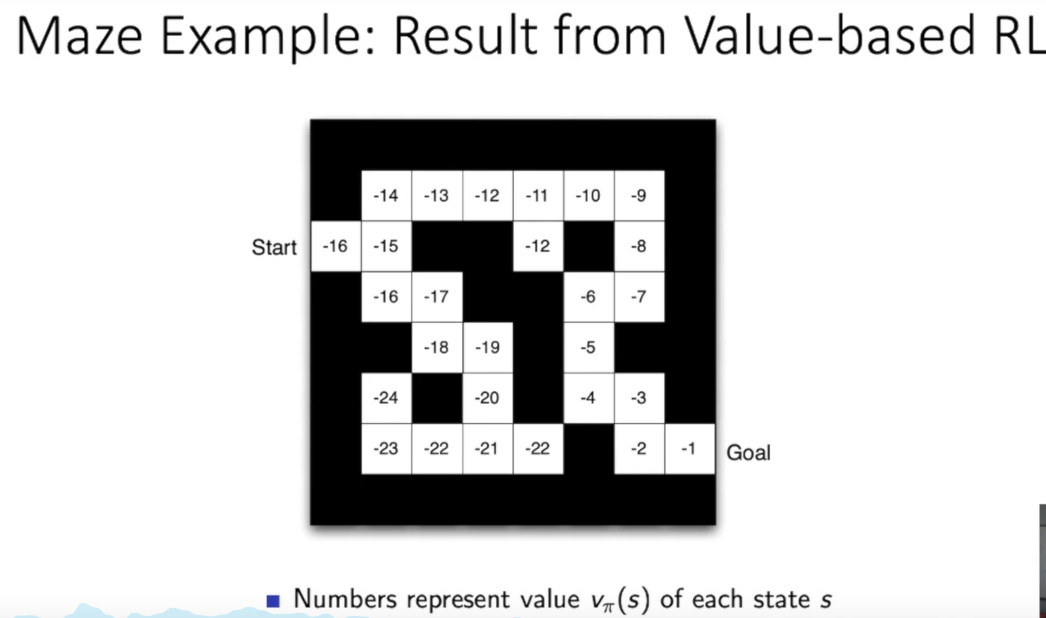 Maze Example: Result from Value-based RL
-14 -13 -12 -11 -10 -9
Start -16 -15 -12 -8
-16 -17 -6 -7
-18 -19 -5
-24 -20 -4 -3
-23 -22 -21 -22 -2 -1 Goal
Numbers represent value vπ(s) of each state s